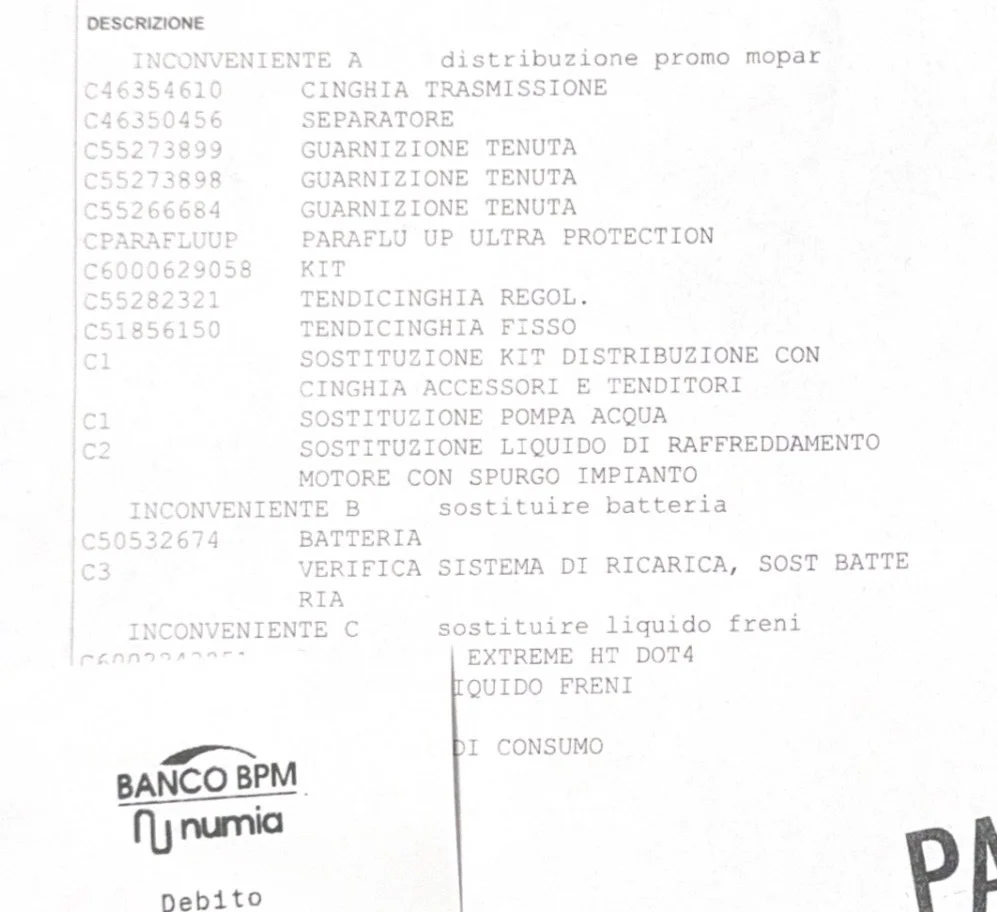 DESCRIZIONE
INCONVENIENTE A distribuzione promo mopar
C46354610 CINGHIA TRASMISSIONE
C46350456 SEPARATORE
C55273899 GUARNIZIONE TENUTA
C55273898 GUARNIZIONE TENUTA
C55266684 GUARNIZIONE TENUTA
CPARAFLUUP PARAFLU UP ULTRA PROTECTION
C6000629058 KIT
C55282321 TENDICINGHIA REGOL.
C51856150 TENDICINGHIA FISSO
C1 SOSTITUZIONE KIT DISTRIBUZIONE CON
CINGHIA ACCESSORI E TENDITORI
C1 SOSTITUZIONE POMPA ACQUA
C2 SOSTITUZIONE LIQUIDO DI RAFFREDDAMENTO
MOTORE CON SPURGO IMPIANTO
INCONVENIENTE B sostituire batteria
C50532674 BATTERIA
C3 VERIFICA SISTEMA DI RICARICA, SOST BATTE
RIA
INCONVENIENTE C sostituire liquido freni
EXTREME HT DOT4
IQUIDO FRENI
DI CONSUMO
BANCO BPM
numia
Debito
PA